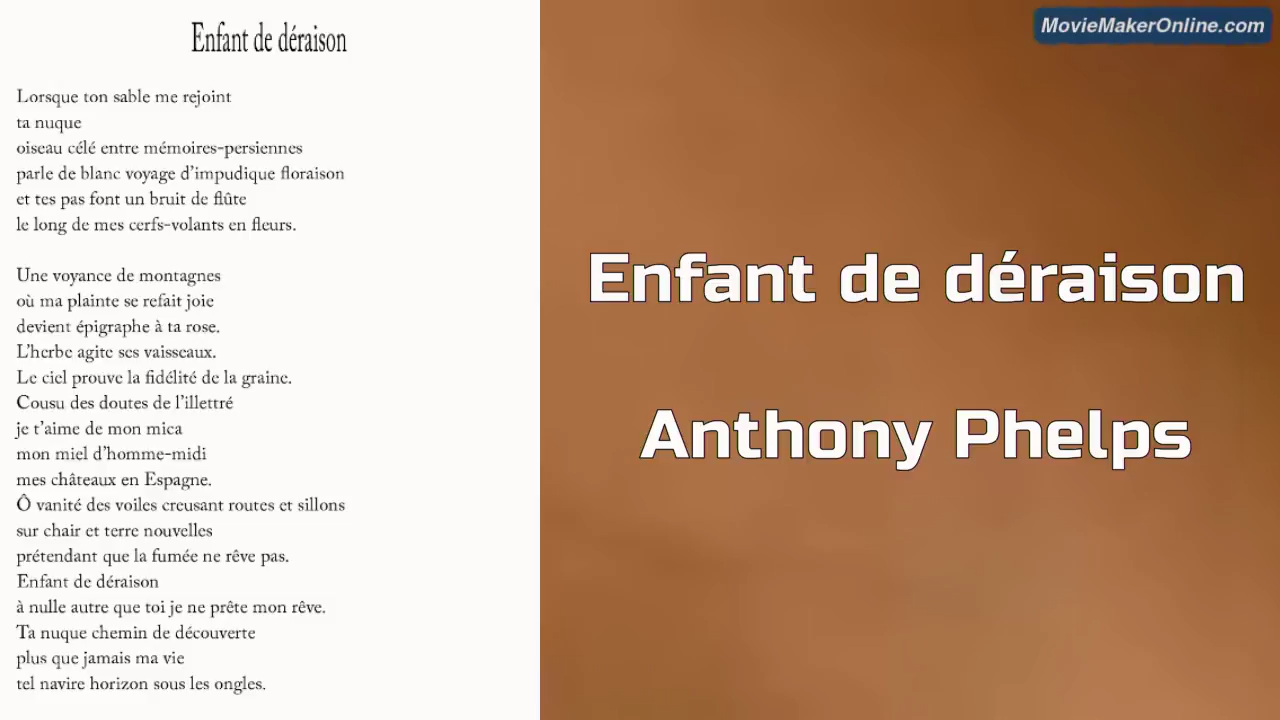 Enfant de déraison
Lorsque ton sable me rejoint
ta nuque
oiseau célé entre mémoires-persiennes
parle de blanc voyage d'impudique floraison
et tes pas font un bruit de flûte
le long de mes cerfs-volants en fleurs.
Une voyance de montagnes
où ma plainte se refait joie
devient épigraphe à ta rose.
L'herbe agite ses vaisseaux.
Le ciel prouve la fidélité de la graine.
Cousu des doutes de l'illettré
je t'aime de mon mica
mon miel d'homme-midi
mes châteaux en Espagne.
Ô vanité des voiles creusant routes et sillons
sur chair et terre nouvelles
prétendant que la fumée ne rêve pas.
Enfant de déraison
à nulle autre que toi je ne prête mon rêve.
Ta nuque chemin de découverte
plus que jamais ma vie
tel navire horizon sous les ongles.
MovieMakerOnline.com
Enfant de déraison
Anthony Phelps